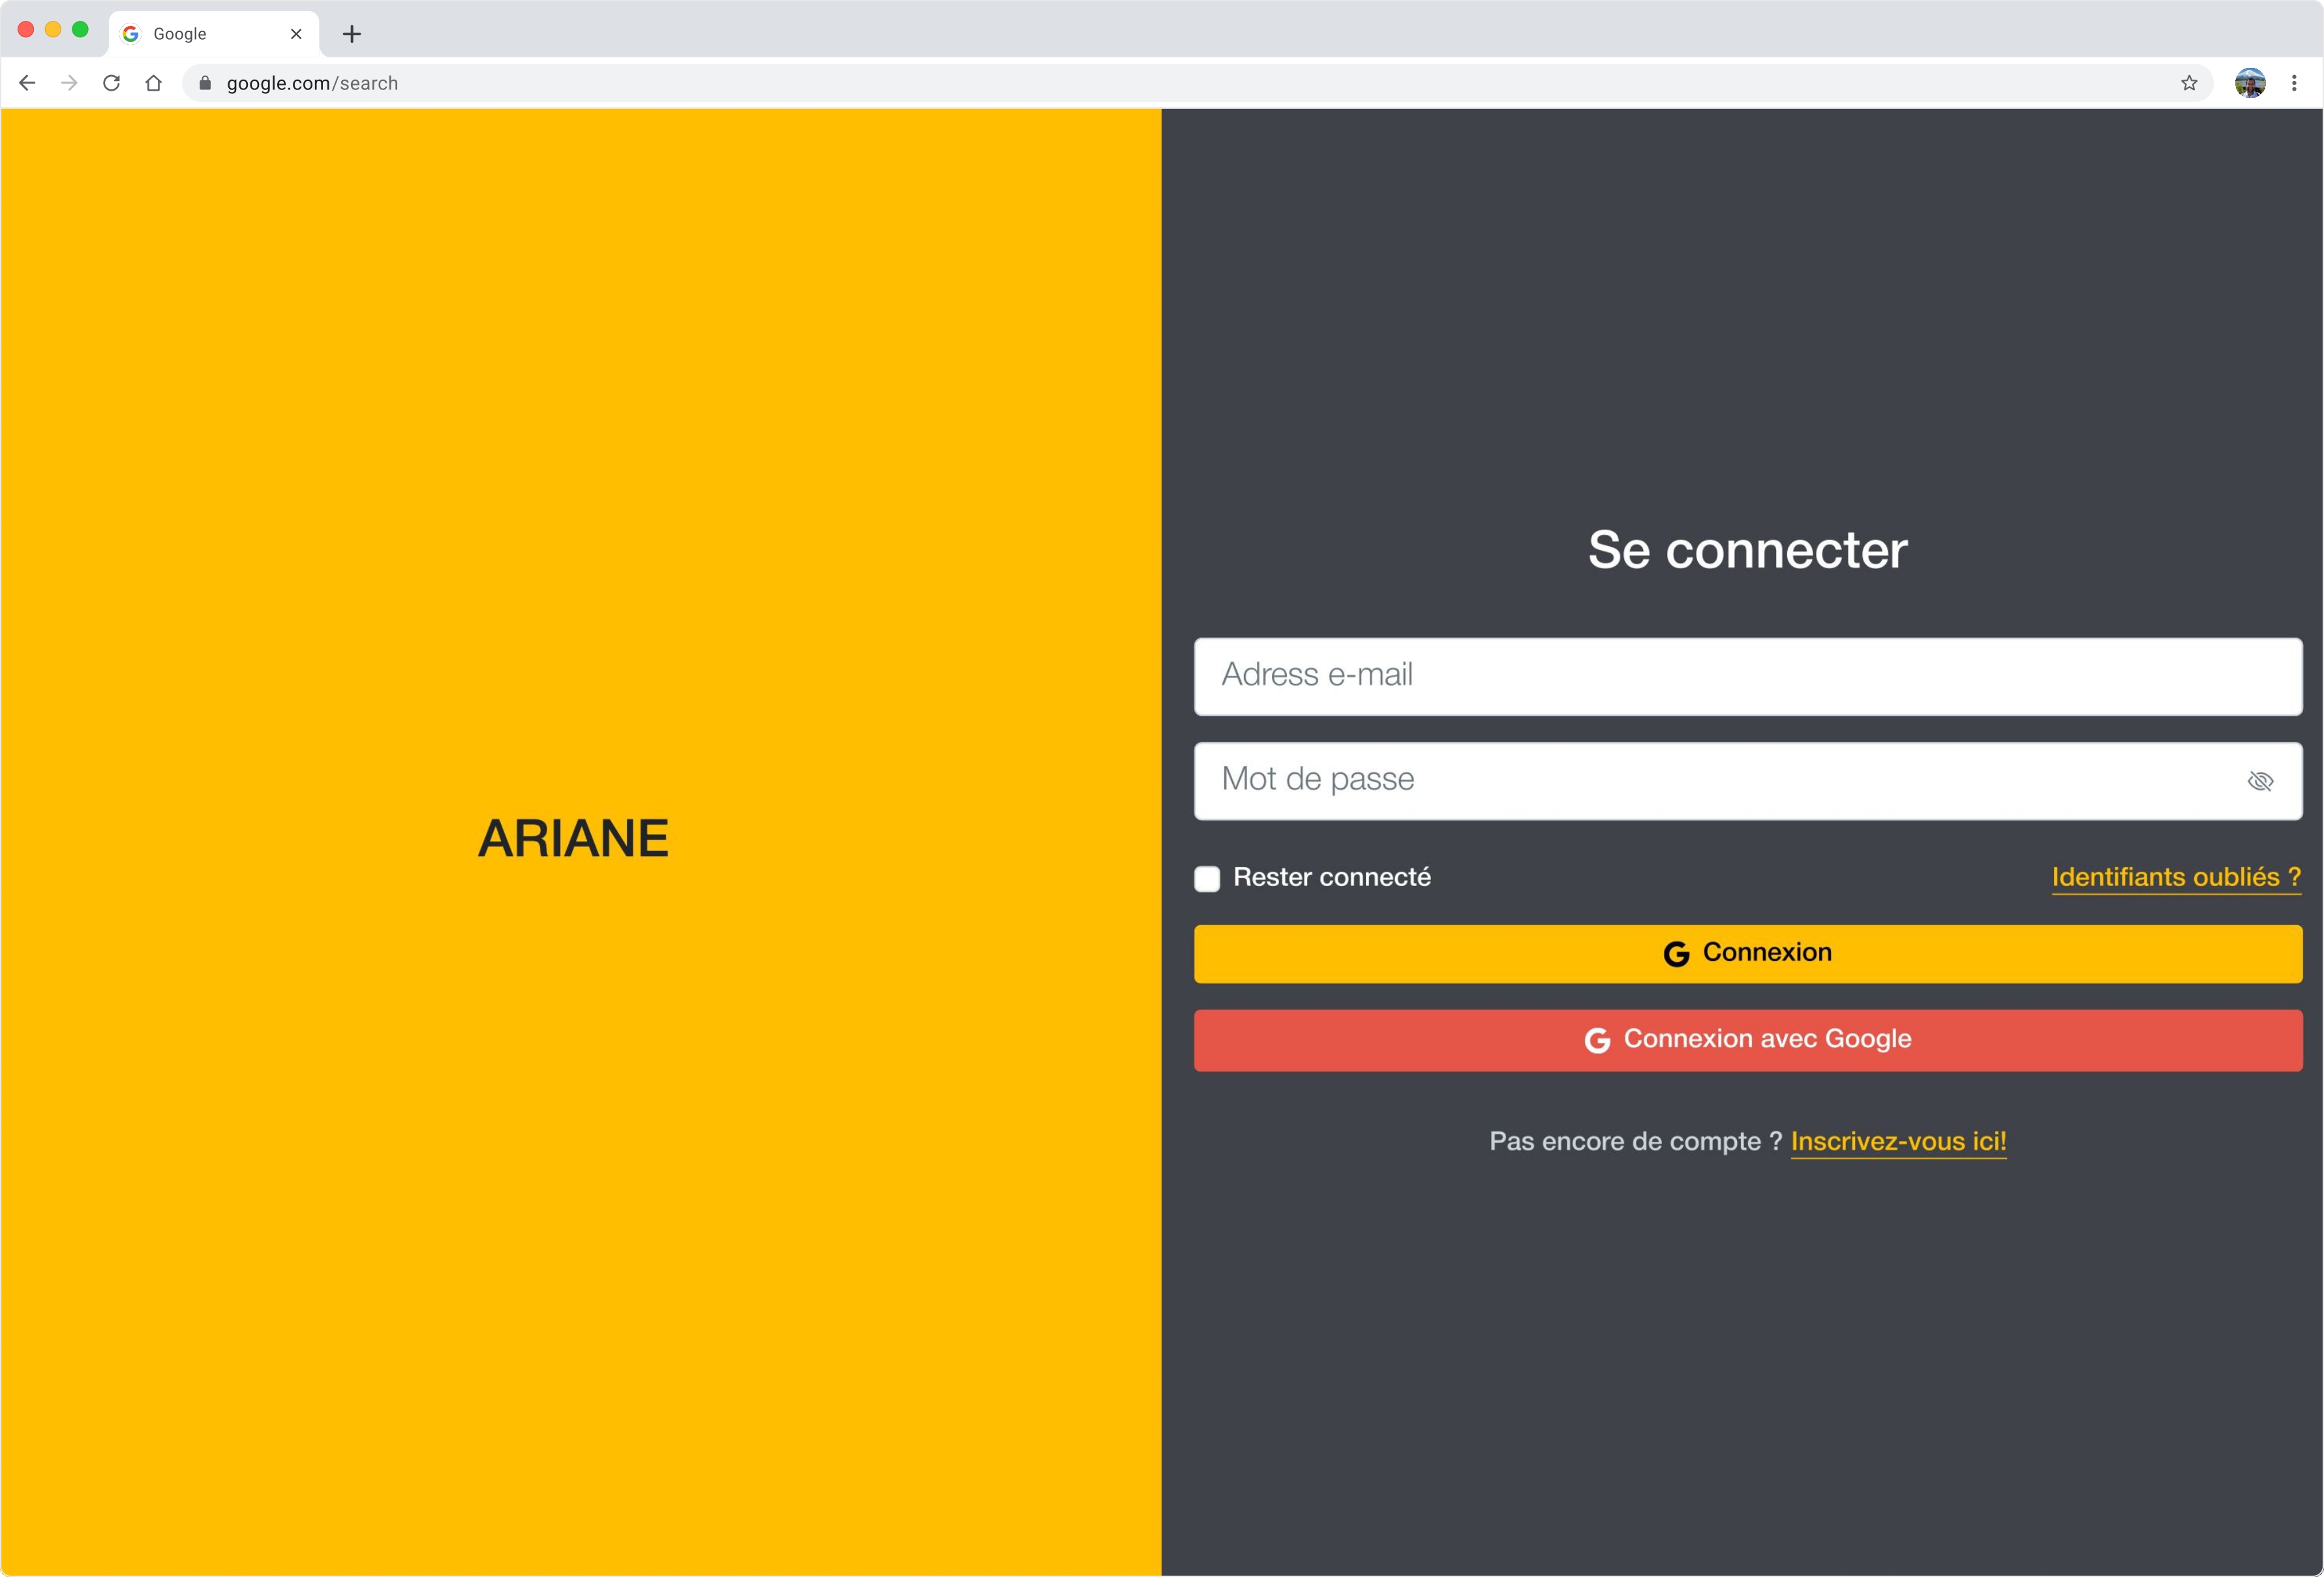 Google
google.com/search
ARIANE
Se connecter
Adress e-mail
Mot de passe
Rester connecté
Identifiants oubliés ?
Connexion
Connexion avec Google
Pas encore de compte ? Inscrivez-vous ici!